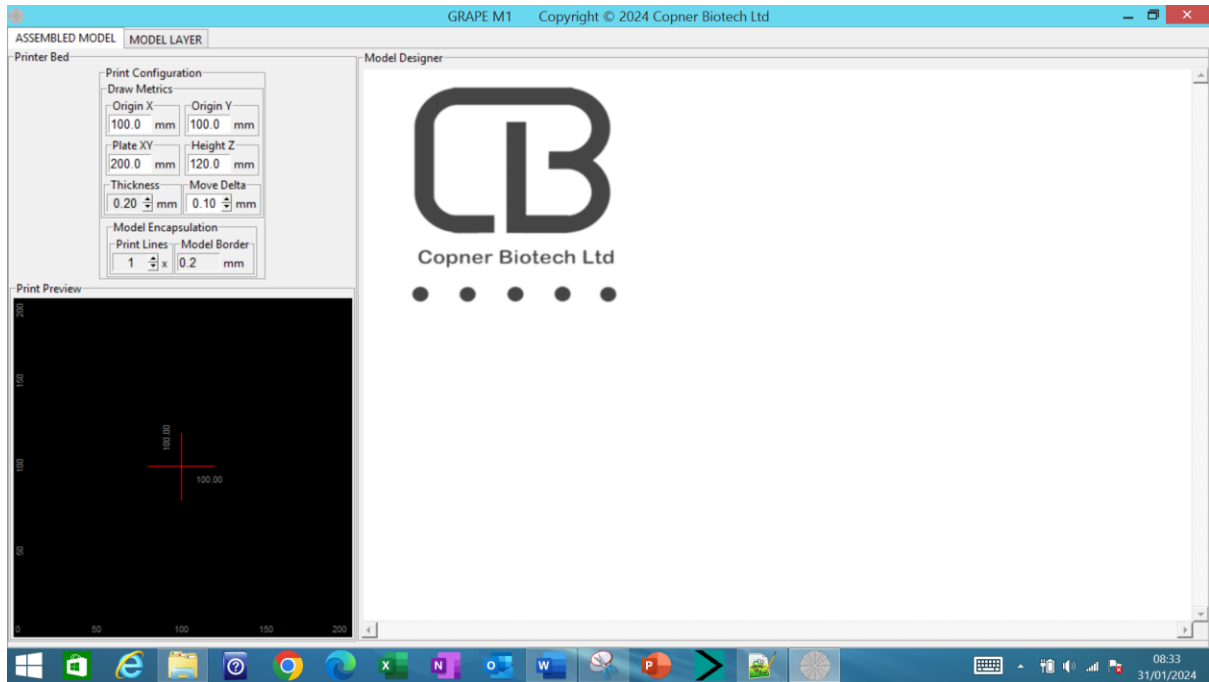 GRAPE M1 Copyright © 2024 Copner Biotech Ltd
ASSEMBLED MODEL MODEL LAYER
Printer Bed
Print Configuration
Draw Metrics
Origin X Origin Y
100.0 mm 100.0 mm
Plate XY Height Z
200.0 mm 120.0 mm
Thickness Move Delta
0.20 mm 0.10 mm
Model Encapsulation
Print Lines Model Border
1 x 0.2 mm
Print Preview
200
150
100
50
0 50 100 150 200
100.00
100.00
Model Designer
CB
Copner Biotech Ltd
08:33
31/01/2024